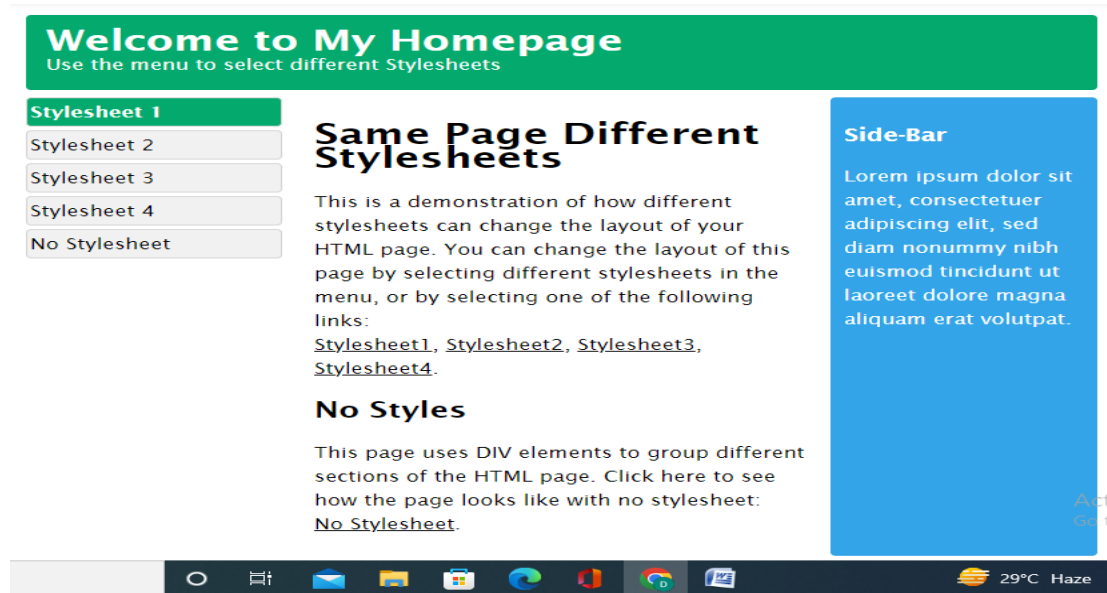 Welcome to My Homepage
Use the menu to select different Stylesheets
Stylesheet 1
Stylesheet 2
Stylesheet 3
Stylesheet 4
No Stylesheet
Same Page Different
Stylesheets
This is a demonstration of how different
stylesheets can change the layout of your
HTML page. You can change the layout of this
page by selecting different stylesheets in the
menu, or by selecting one of the following
links:
Stylesheet1, Stylesheet2, Stylesheet3,
Stylesheet4.
No Styles
This page uses DIV elements to group different
sections of the HTML page. Click here to see
how the page looks like with no stylesheet:
No Stylesheet.
Side-Bar
Lorem ipsum dolor sit
amet, consectetuer
adipiscing elit, sed
diam nonummy nibh
euismod tincidunt ut
laoreet dolore magna
aliquam erat volutpat.
29°C Haze